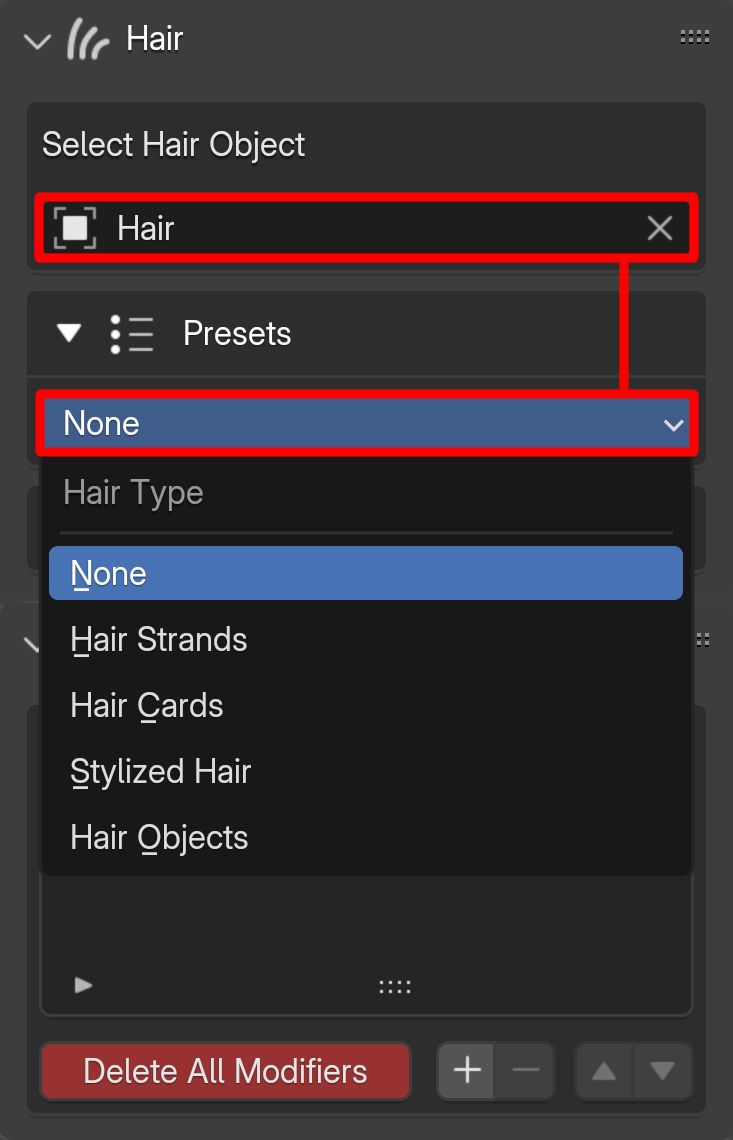 Hair
Select Hair Object
Hair
Presets
None
Hair Type
None
Hair Strands
Hair Cards
Stylized Hair
Hair Objects
Delete All Modifiers